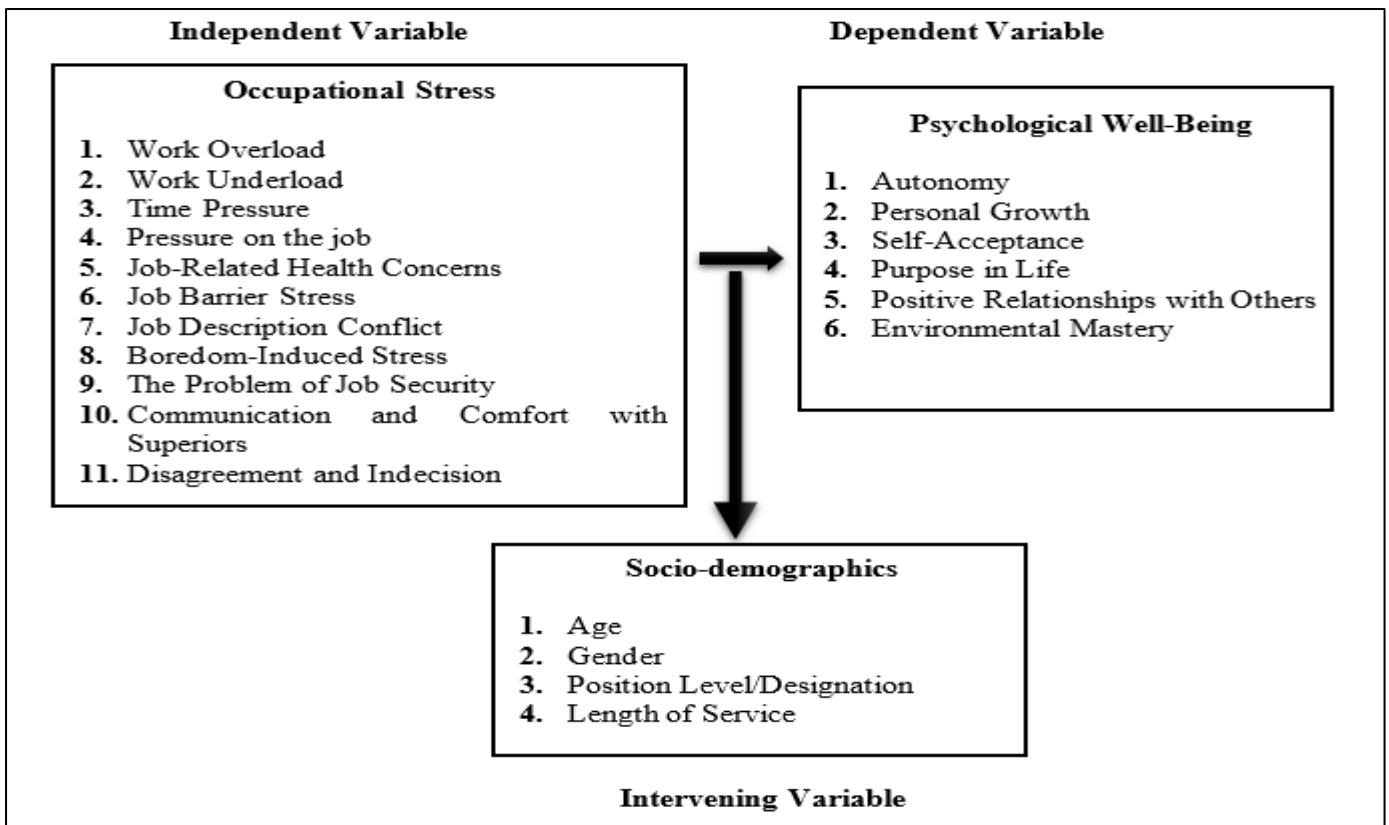 Independent Variable
Dependent Variable
Occupational Stress
1. Work Overload
2. Work Underload
3. Time Pressure
4. Pressure on the job
5. Job-Related Health Concerns
6. Job Barrier Stress
7. Job Description Conflict
8. Boredom-Induced Stress
9. The Problem of Job Security
10. Communication and Comfort with
Superiors
11. Disagreement and Indecision
Psychological Well-Being
1. Autonomy
2. Personal Growth
3. Self-Acceptance
4. Purpose in Life
5. Positive Relationships with Others
6. Environmental Mastery
Socio-demographics
1. Age
2. Gender
3. Position Level/Designation
4. Length of Service
Intervening Variable